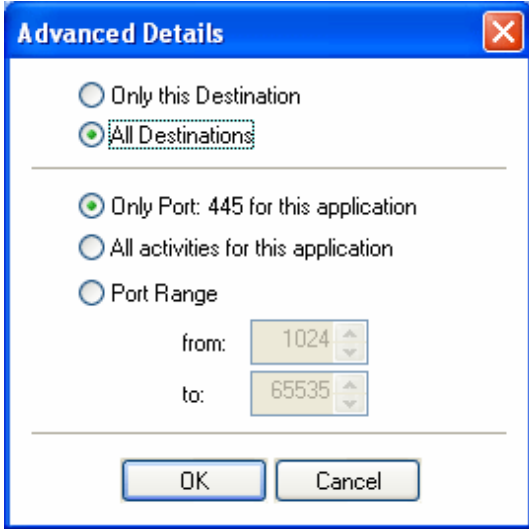 Advanced Details
Only this Destination
All Destinations
Only Port: 445 for this application
All activities for this application
Port Range
from: 1024
to: 65535
OK Cancel